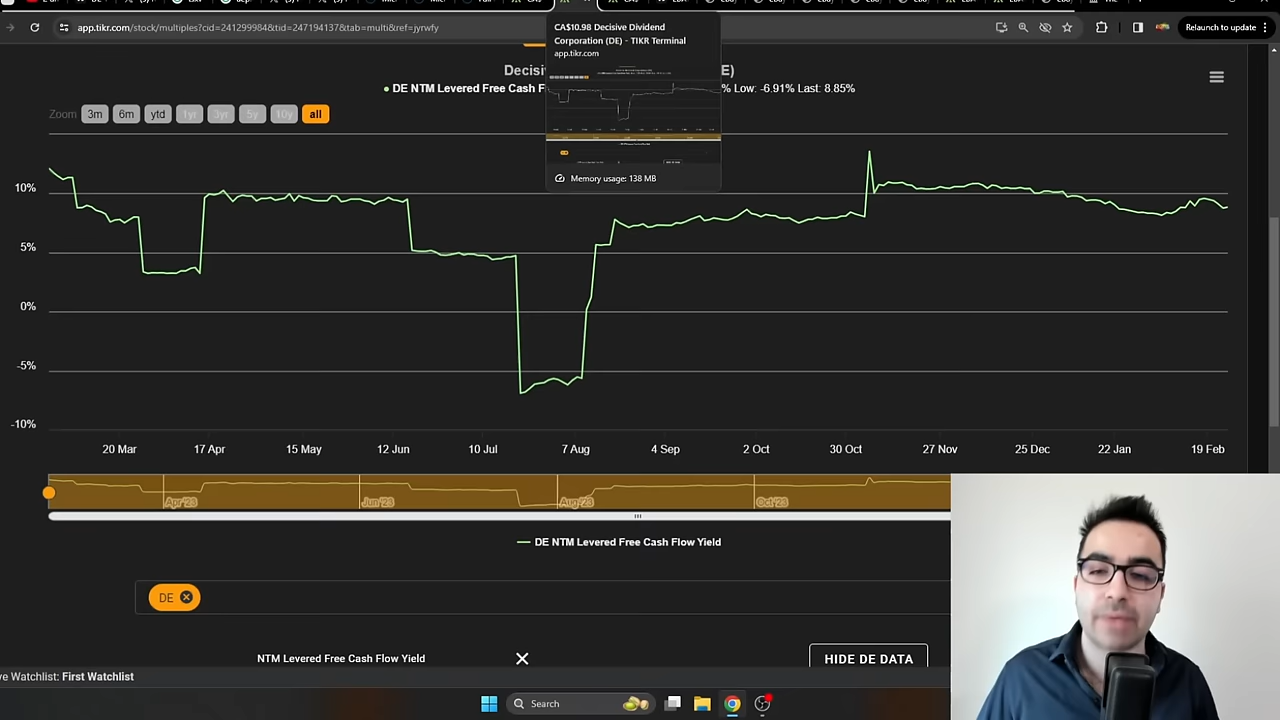 app.tikr.com/stock/multiples?cid=241299984&tid=247194137&tab=multi&ref=jyrwfy
Relaunch to update
CA$10.98 Decisive Dividend
Corporation (DE) - TIKR Terminal
app.tikr.com
Memory usage: 138 MB
Decisi
E)
DE NTM Levered Free Cash F
% Low: -6.91% Last: 8.85%
Zoom 3m 6m ytd 1yr 3yr 5y 10y all
10%
5%
0%
-5%
-10%
20 Mar 17 Apr 15 May 12 Jun 10 Jul 7 Aug 4 Sep 2 Oct 30 Oct 27 Nov 25 Dec 22 Jan 19 Feb
Apr '23 Jun '23 Aug '23 Oct '23
DE NTM Levered Free Cash Flow Yield
DE
NTM Levered Free Cash Flow Yield
HIDE DE DATA
ve Watchlist: First Watchlist
Search